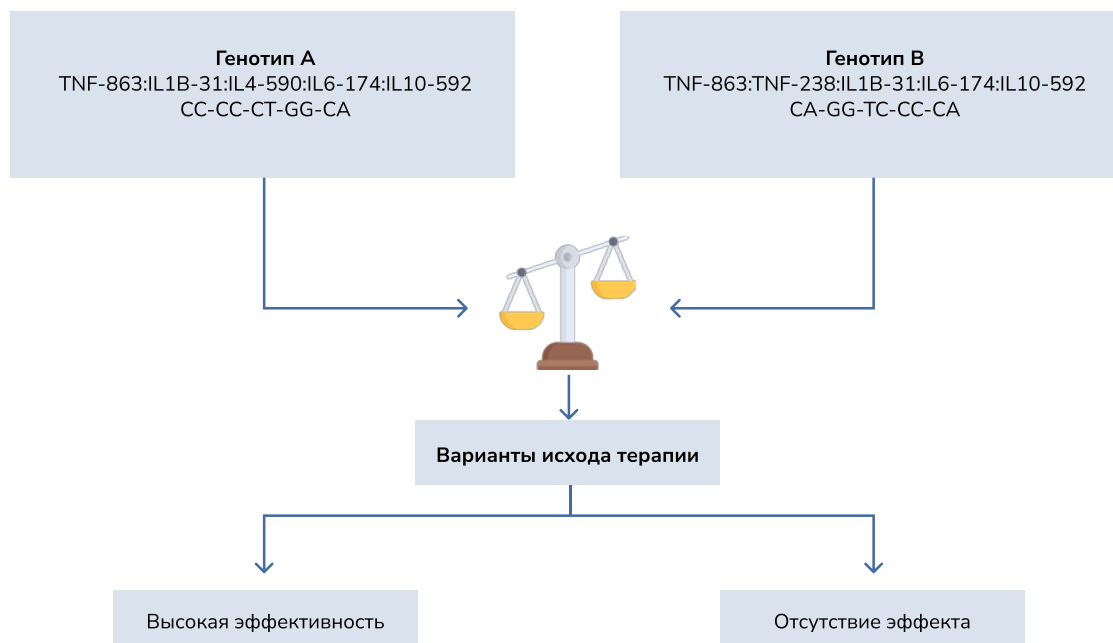 Генотип A
TNF-863:IL1B-31:IL4-590:IL6-174:IL10-592
CC-CC-CT-GG-CA
Генотип B
TNF-863:TNF-238:IL1B-31:IL6-174:IL10-592
CA-GG-TC-CC-CA
Варианты исхода терапии
Высокая эффективность
Отсутствие эффекта